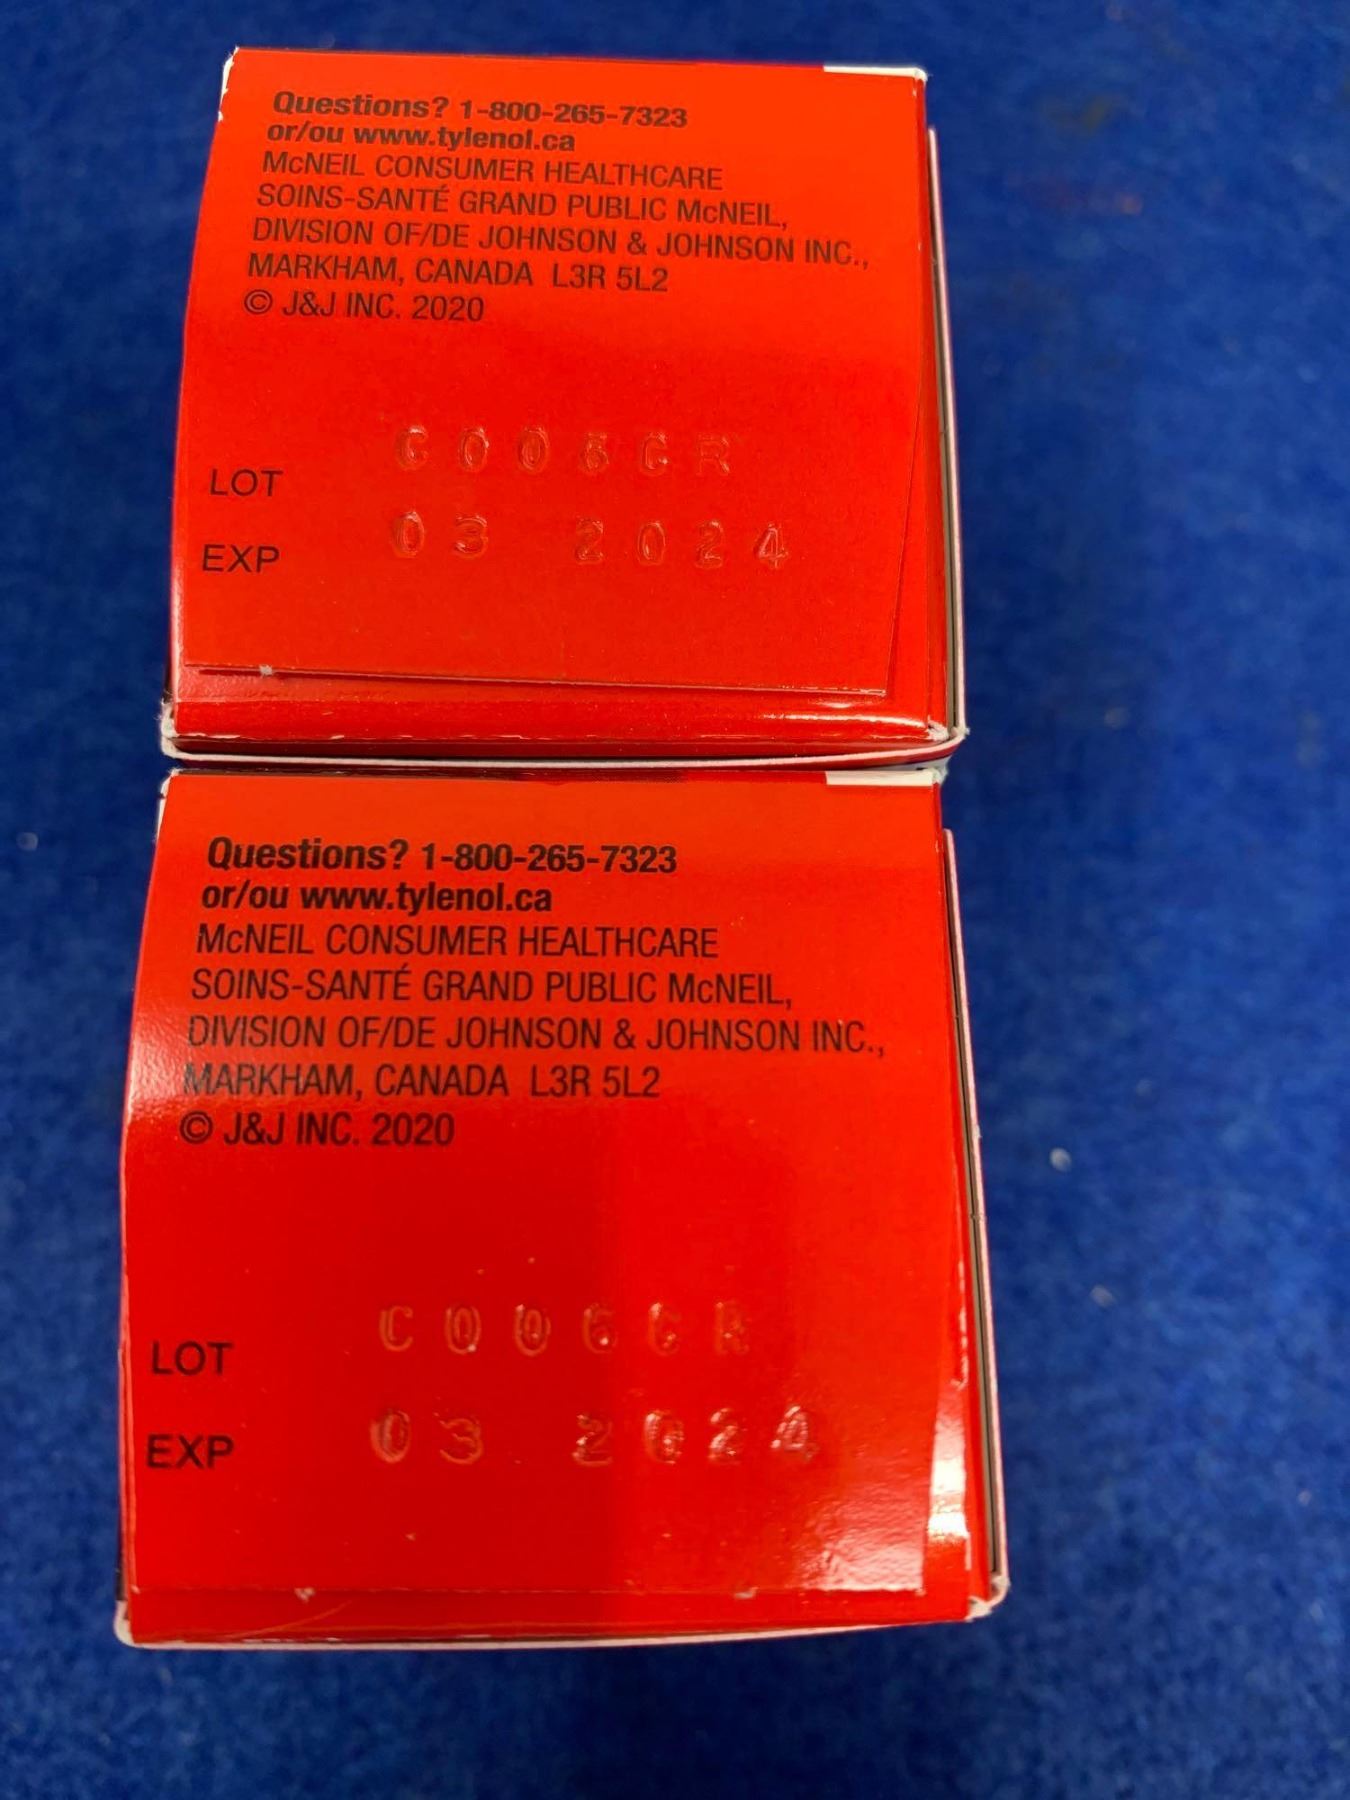 Questions? 1-800-265-7323
or/ou www.tylenol.ca
McNEIL CONSUMER HEALTHCARE
SOINS-SANTÉ GRAND PUBLIC McNEIL,
DIVISION OF/DE JOHNSON & JOHNSON INC.,
MARKHAM, CANADA L3R 5L2
© J&J INC. 2020
LOT C006CR
EXP 03 2024
Questions? 1-800-265-7323
or/ou www.tylenol.ca
McNEIL CONSUMER HEALTHCARE
SOINS-SANTÉ GRAND PUBLIC McNEIL,
DIVISION OF/DE JOHNSON & JOHNSON INC.,
MARKHAM, CANADA L3R 5L2
© J&J INC. 2020
LOT C006CR
EXP 03 2024